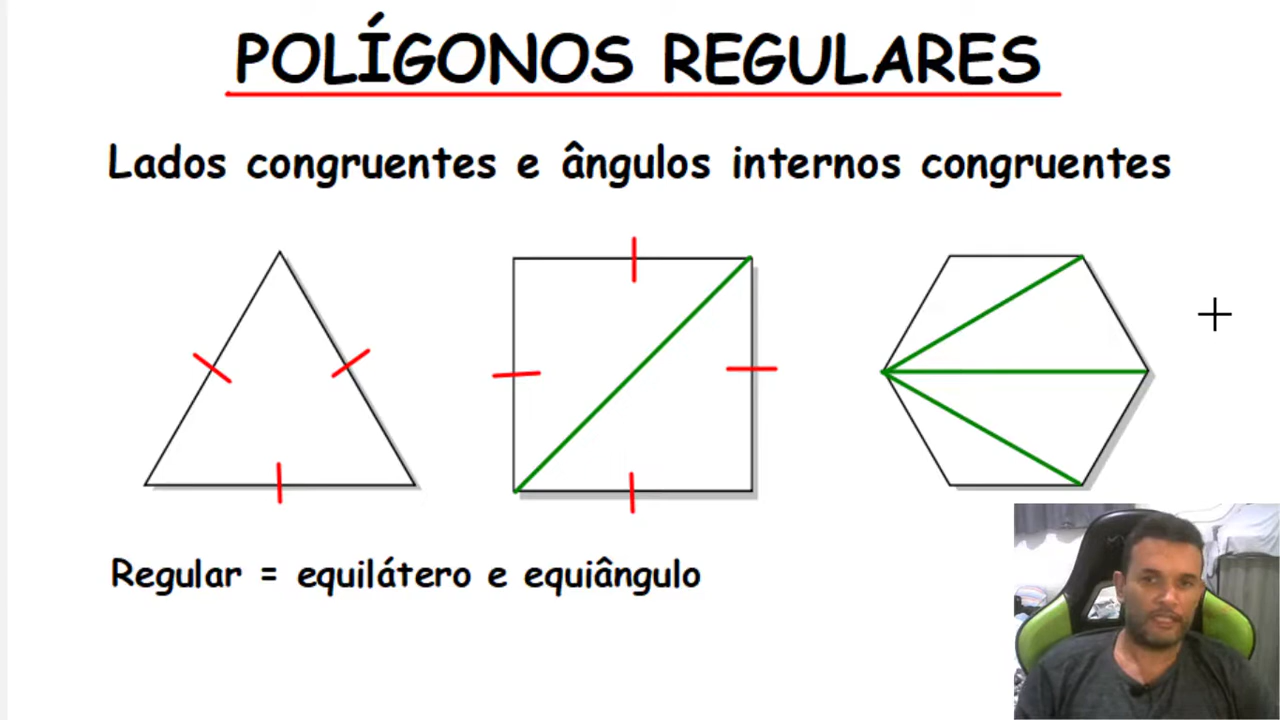 POLÍGONOS REGULARES
Lados congruentes e ângulos internos congruentes
Regular = equilátero e equiângulo